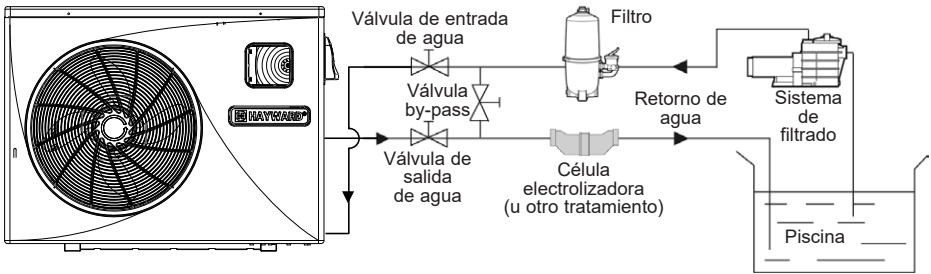 Válvula de entrada
de agua
Filtro
Válvula
by-pass
HAYWARD®
Retorno de
agua
Sistema
de
filtrado
Válvula de
salida
de agua
Célula
electrolizadora
(u otro tratamiento)
Piscina